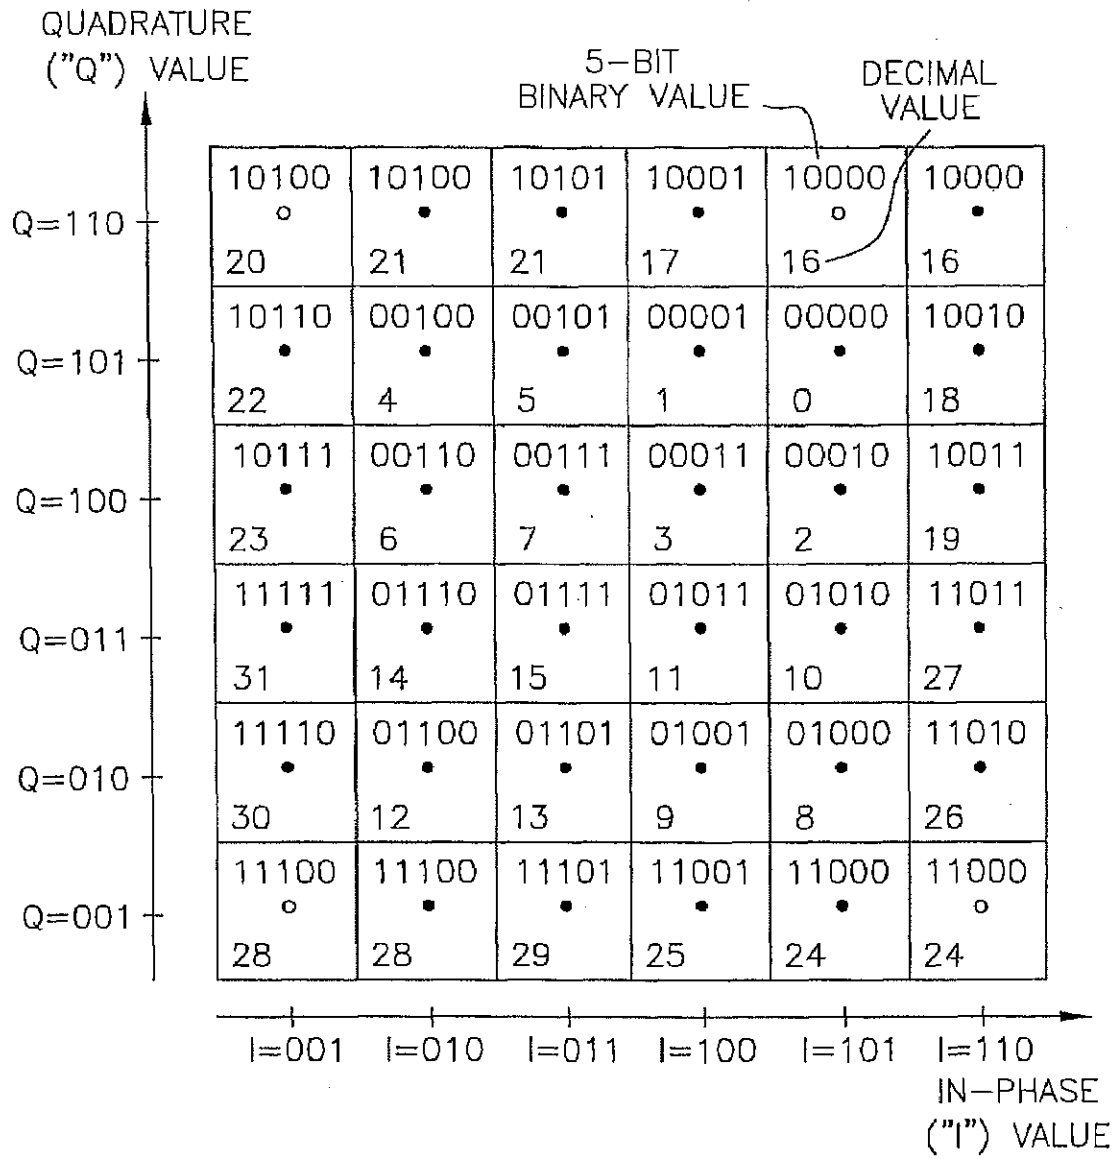 QUADRATURE
("Q") VALUE
5-BIT
BINARY VALUE
DECIMAL
VALUE
10100 10100 10101 10001 10000 10000
Q=110
20 21 21 17 16 16
10110 00100 00101 00001 00000 10010
Q=101
22 4 5 1 0 18
10111 00110 00111 00011 00010 10011
Q=100
23 6 7 3 2 19
11111 01110 01111 01011 01010 11011
Q=011
31 14 15 11 10 27
11110 01100 01101 01001 01000 11010
Q=010
30 12 13 9 8 26
11100 11100 11101 11001 11000 11000
Q=001
28 28 29 25 24 24
I=001 I=010 I=011 I=100 I=101 I=110
IN-PHASE
("I") VALUE